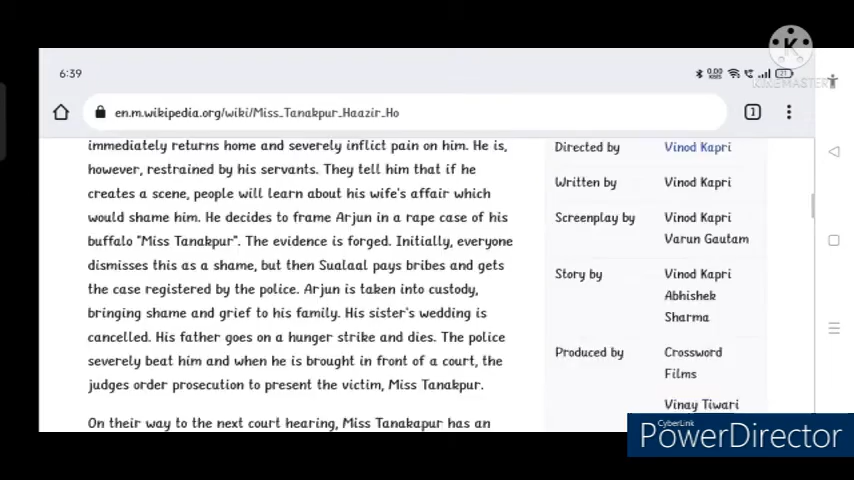 KINEMASTER
6:39
0.00
KB/S
21
en.m.wikipedia.org/wiki/Miss_Tanakpur_Haazir_Ho
1
immediately returns home and severely inflict pain on him. He is,
however, restrained by his servants. They tell him that if he
creates a scene, people will learn about his wife's affair which
would shame him. He decides to frame Arjun in a rape case of his
buffalo "Miss Tanakpur". The evidence is forged. Initially, everyone
dismisses this as a shame, but then Sualaal pays bribes and gets
the case registered by the police. Arjun is taken into custody,
bringing shame and grief to his family. His sister's wedding is
cancelled. His father goes on a hunger strike and dies. The police
severely beat him and when he is brought in front of a court, the
judges order prosecution to present the victim, Miss Tanakpur.
On their way to the next court hearing, Miss Tanakapur has an
Directed by Vinod Kapri
Written by Vinod Kapri
Screenplay by Vinod Kapri
Varun Gautam
Story by Vinod Kapri
Abhishek
Sharma
Produced by Crossword
Films
Vinay Tiwari
CyberLink
PowerDirector